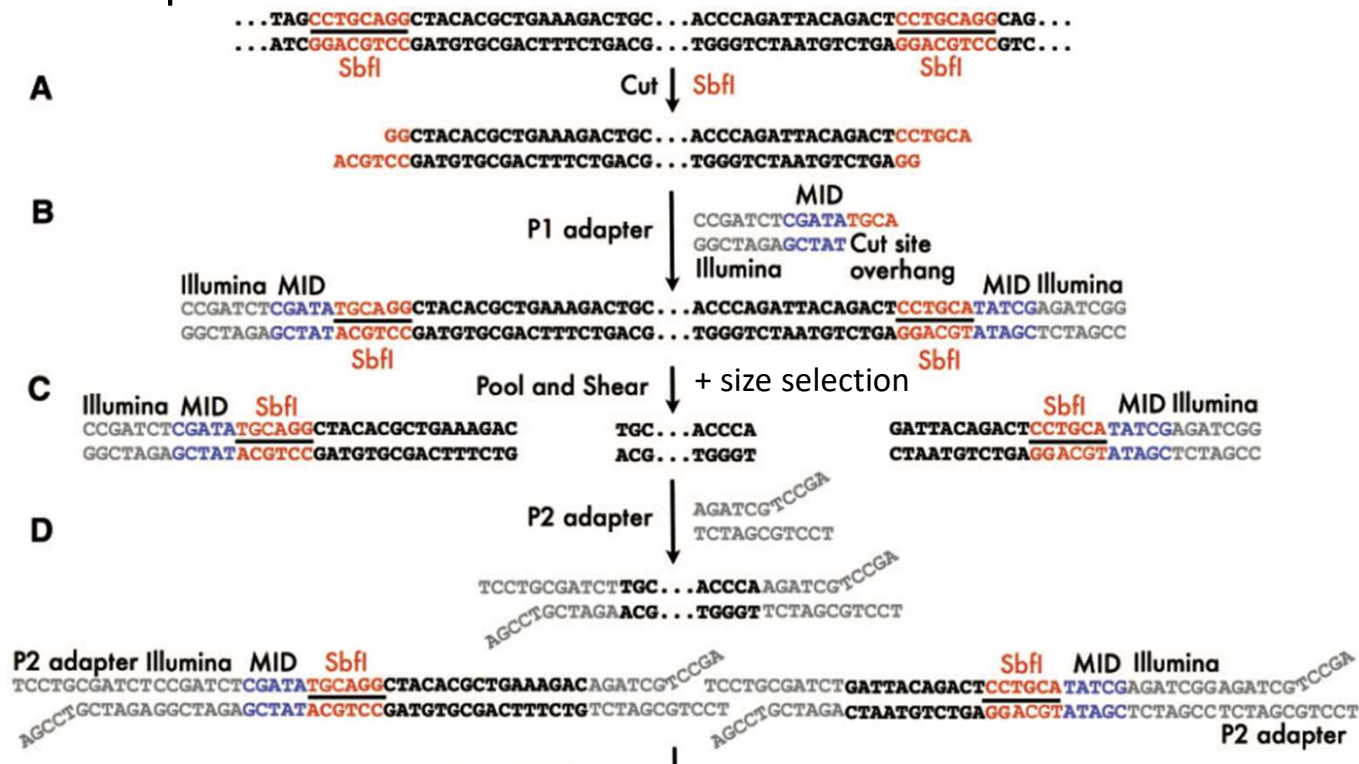 ...TAGCCTGCAGGCTACACGCTGAAAGACTGC...ACCCAGATTACAGACTCCTGCAGGCAG...
...ATCGGACGTCCGATGTGCGACTTTCTGACG...TGGGTCTAATGTCTGAGGACGTCCGTC...
SbfI SbfI
A
Cut SbfI
GGCTACACGCTGAAAGACTGC...ACCCAGATTACAGACTCCTGCA
ACGTCCGATGTGCGACTTTCTGACG...TGGGTCTAATGTCTGAGG
B
MID
P1 adapter
CCGATCTCGATATGCA
GGCTAGAGCTAT Cut site
Illumina overhang
Illumina MID MID Illumina
CCGATCTCGATATGCAGGCTACACGCTGAAAGACTGC...ACCCAGATTACAGACTCCTGCATATCGAGATCGG
GGCTAGAGCTATACGTCCGATGTGCGACTTTCTGACG...TGGGTCTAATGTCTGAGGACGTATAGCTCTAGCC
SbfI SbfI
C
Pool and Shear + size selection
Illumina MID SbfI SbfI MID Illumina
CCGATCTCGATATGCAGGCTACACGCTGAAAGAC TGC...ACCCA GATTACAGACTCCTGCATATCGAGATCGG
GGCTAGAGCTATACGTCCGATGTGCGACTTTCTG ACG...TGGGT CTAATGTCTGAGGACGTATAGCTCTAGCC
D
P2 adapter
AGATCGTCCGA
TCTAGCGTCCT
TCCTGCGATCTTGC...ACCCAAGATCGTCCGA
AGCCTGCTAGAACG...TGGGTTCTAGCGTCCT
P2 adapter Illumina MID SbfI SbfI MID Illumina
TCCTGCGATCTCCGATCTCGATATGCAGGCTACACGCTGAAAGACAGATCGTCCGA TCCTGCGATCTGATTACAGACTCCTGCATATCGAGATCGGAGATCGTCCGA
AGCCTGCTAGAGGCTAGAGCTATACGTCCGATGTGCGACTTTCTGTCTAGCGTCCT AGCCTGCTAGACTAATGTCTGAGGACGTATAGCTCTAGCCTCTAGCGTCCT
P2 adapter